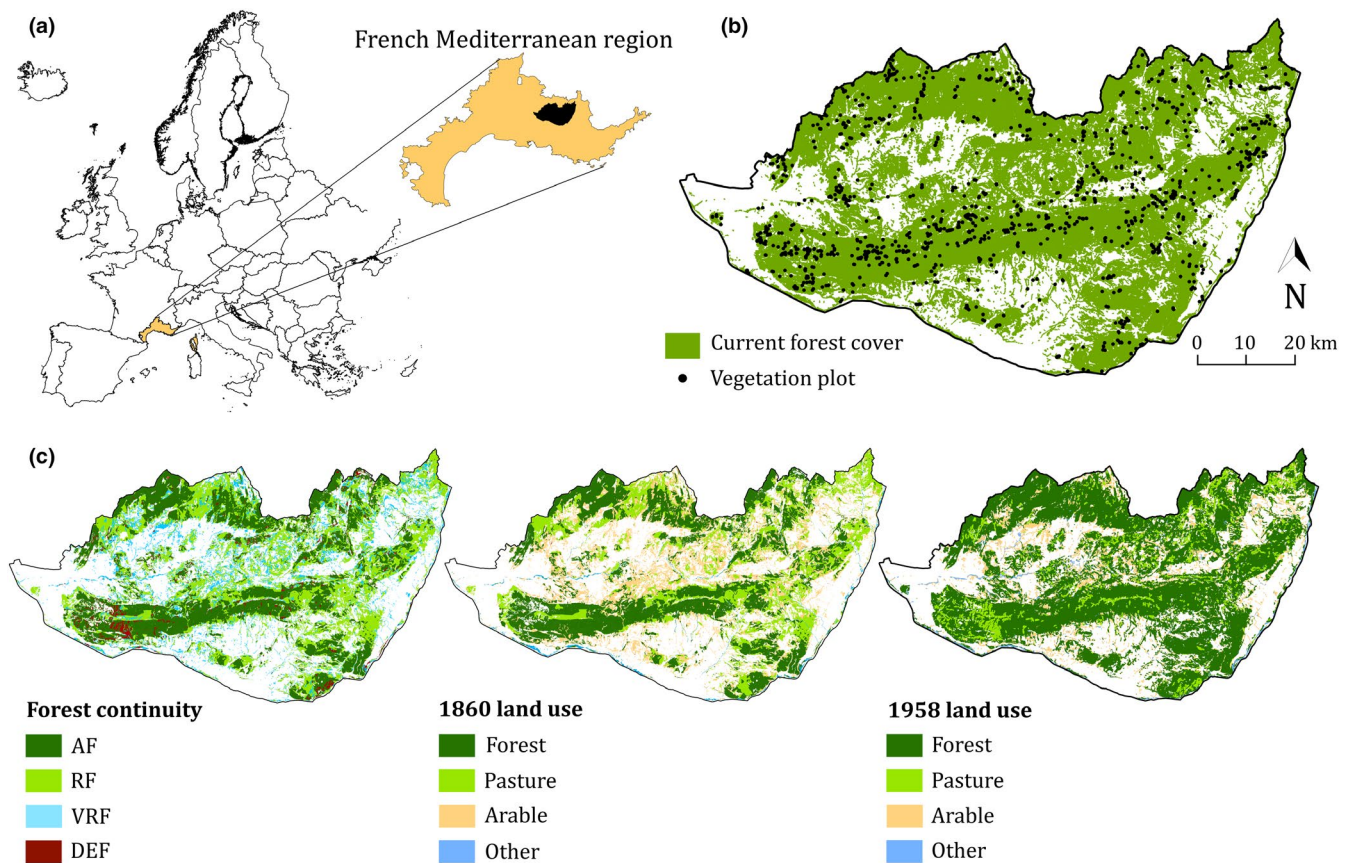 (a)
French Mediterranean region
(b)
N
Current forest cover
Vegetation plot
0 10 20 km
(c)
Forest continuity
AF
RF
VRF
DEF
1860 land use
Forest
Pasture
Arable
Other
1958 land use
Forest
Pasture
Arable
Other